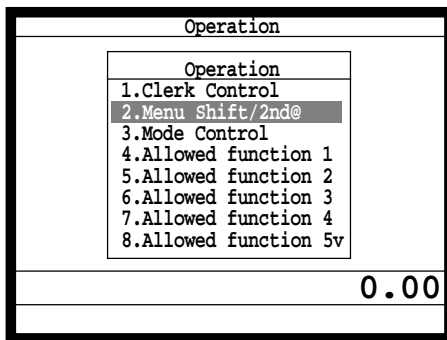 Operation
Operation
1.Clerk Control
2.Menu Shift/2nd@
3.Mode Control
4.Allowed function 1
5.Allowed function 2
6.Allowed function 3
7.Allowed function 4
8.Allowed function 5v
0.00